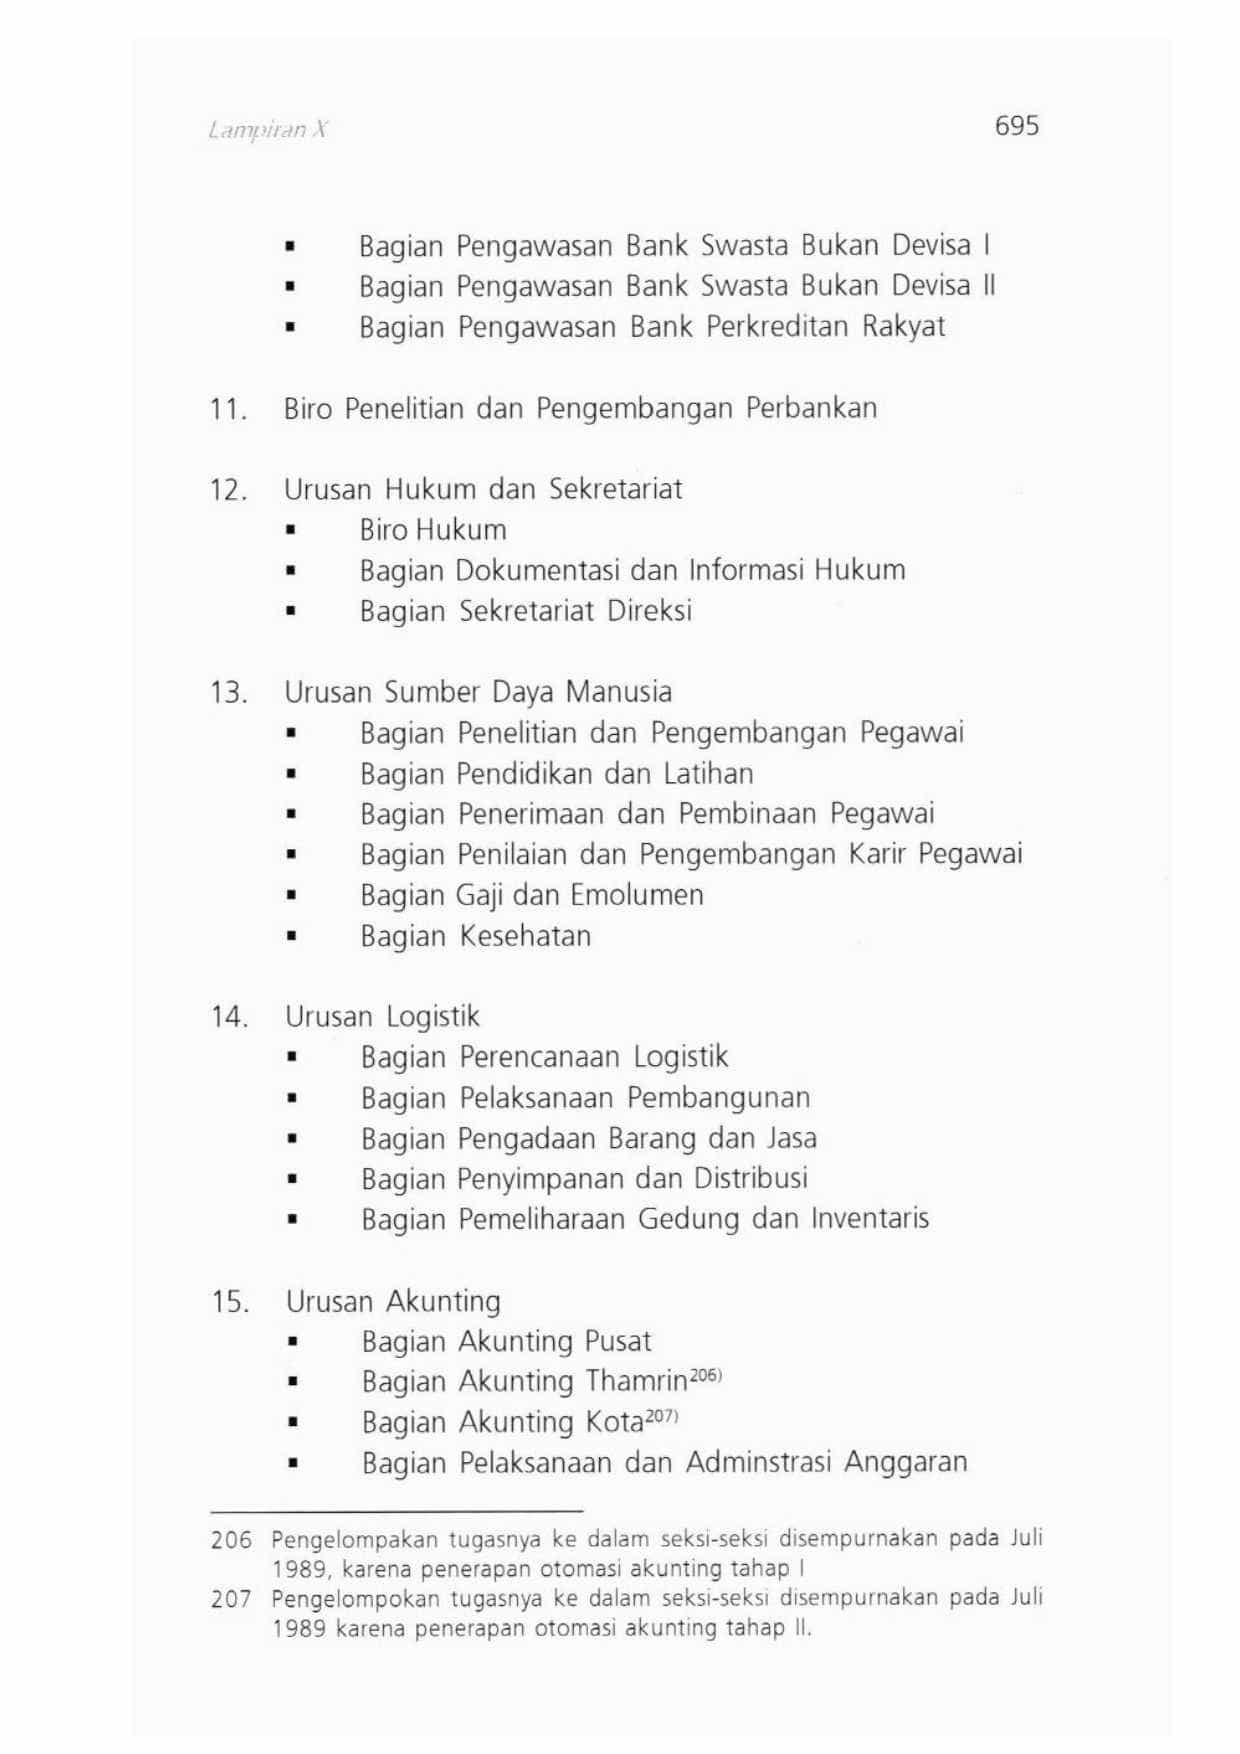 Lampiran X 695
▪ Bagian Pengawasan Bank Swasta Bukan Devisa I
▪ Bagian Pengawasan Bank Swasta Bukan Devisa II
▪ Bagian Pengawasan Bank Perkreditan Rakyat
11. Biro Penelitian dan Pengembangan Perbankan
12. Urusan Hukum dan Sekretariat
▪ Biro Hukum
▪ Bagian Dokumentasi dan Informasi Hukum
▪ Bagian Sekretariat Direksi
13. Urusan Sumber Daya Manusia
▪ Bagian Penelitian dan Pengembangan Pegawai
▪ Bagian Pendidikan dan Latihan
▪ Bagian Penerimaan dan Pembinaan Pegawai
▪ Bagian Penilaian dan Pengembangan Karir Pegawai
▪ Bagian Gaji dan Emolumen
▪ Bagian Kesehatan
14. Urusan Logistik
▪ Bagian Perencanaan Logistik
▪ Bagian Pelaksanaan Pembangunan
▪ Bagian Pengadaan Barang dan Jasa
▪ Bagian Penyimpanan dan Distribusi
▪ Bagian Pemeliharaan Gedung dan Inventaris
15. Urusan Akunting
▪ Bagian Akunting Pusat
▪ Bagian Akunting Thamrin206)
▪ Bagian Akunting Kota207)
▪ Bagian Pelaksanaan dan Adminstrasi Anggaran
206 Pengelompakan tugasnya ke dalam seksi-seksi disempurnakan pada Juli
1989, karena penerapan otomasi akunting tahap I
207 Pengelompokan tugasnya ke dalam seksi-seksi disempurnakan pada Juli
1989 karena penerapan otomasi akunting tahap II.